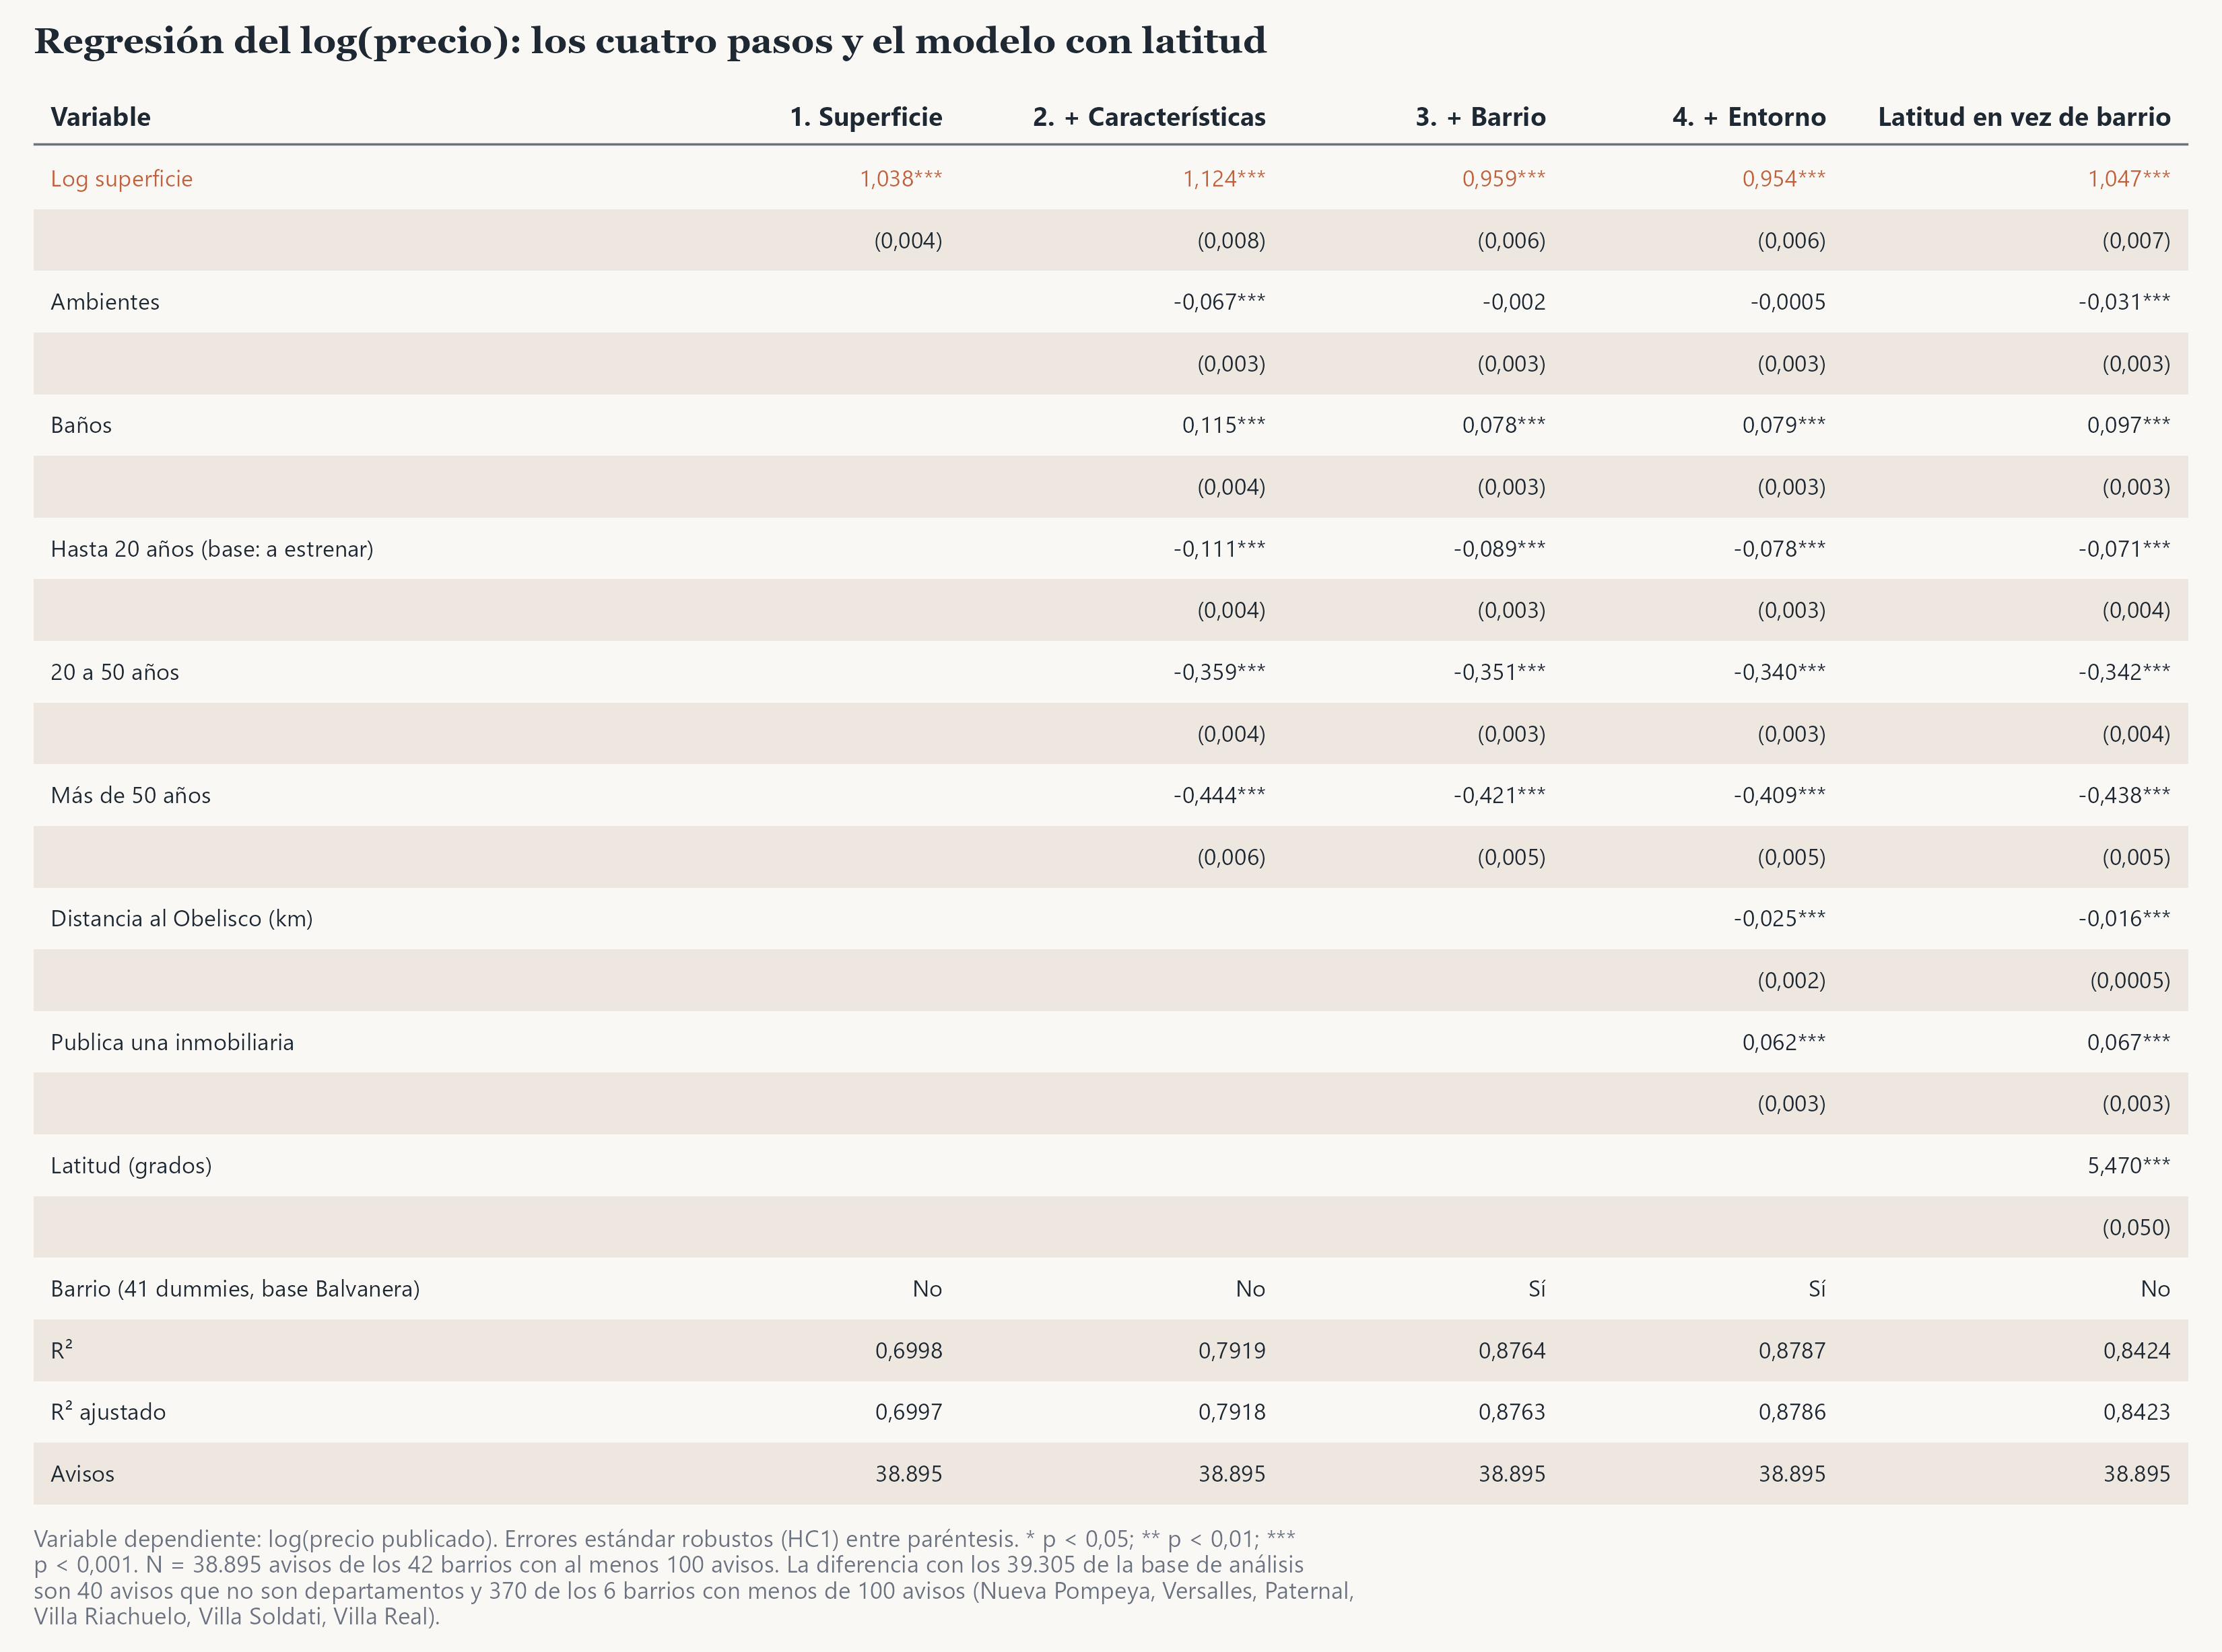 Regresión del log(precio): los cuatro pasos y el modelo con latitud
Variable 1. Superficie 2. + Características 3. + Barrio 4. + Entorno Latitud en vez de barrio
Log superficie 1,038*** 1,124*** 0,959*** 0,954*** 1,047***
(0,004) (0,008) (0,006) (0,006) (0,007)
Ambientes -0,067*** -0,002 -0,0005 -0,031***
(0,003) (0,003) (0,003) (0,003)
Baños 0,115*** 0,078*** 0,079*** 0,097***
(0,004) (0,003) (0,003) (0,003)
Hasta 20 años (base: a estrenar) -0,111*** -0,089*** -0,078*** -0,071***
(0,004) (0,003) (0,003) (0,004)
20 a 50 años -0,359*** -0,351*** -0,340*** -0,342***
(0,004) (0,003) (0,003) (0,004)
Más de 50 años -0,444*** -0,421*** -0,409*** -0,438***
(0,006) (0,005) (0,005) (0,005)
Distancia al Obelisco (km) -0,025*** -0,016***
(0,002) (0,0005)
Publica una inmobiliaria 0,062*** 0,067***
(0,003) (0,003)
Latitud (grados) 5,470***
(0,050)
Barrio (41 dummies, base Balvanera) No No Sí Sí No
R² 0,6998 0,7919 0,8764 0,8787 0,8424
R² ajustado 0,6997 0,7918 0,8763 0,8786 0,8423
Avisos 38.895 38.895 38.895 38.895 38.895
Variable dependiente: log(precio publicado). Errores estándar robustos (HC1) entre paréntesis. * p < 0,05; ** p < 0,01; ***
p < 0,001. N = 38.895 avisos de los 42 barrios con al menos 100 avisos. La diferencia con los 39.305 de la base de análisis
son 40 avisos que no son departamentos y 370 de los 6 barrios con menos de 100 avisos (Nueva Pompeya, Versalles, Paternal,
Villa Riachuelo, Villa Soldati, Villa Real).